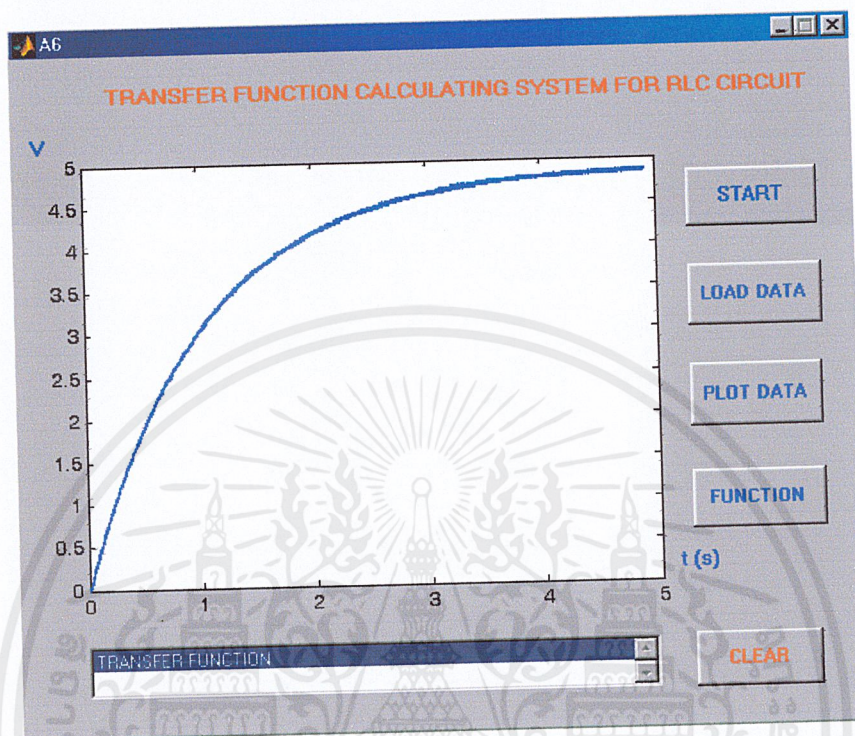 A6
TRANSFER FUNCTION CALCULATING SYSTEM FOR RLC CIRCUIT
V
5
4.5
4
3.5
3
2.5
2
1.5
1
0.5
0
0 1 2 3 4 5
t (s)
START
LOAD DATA
PLOT DATA
FUNCTION
CLEAR
TRANSFER FUNCTION